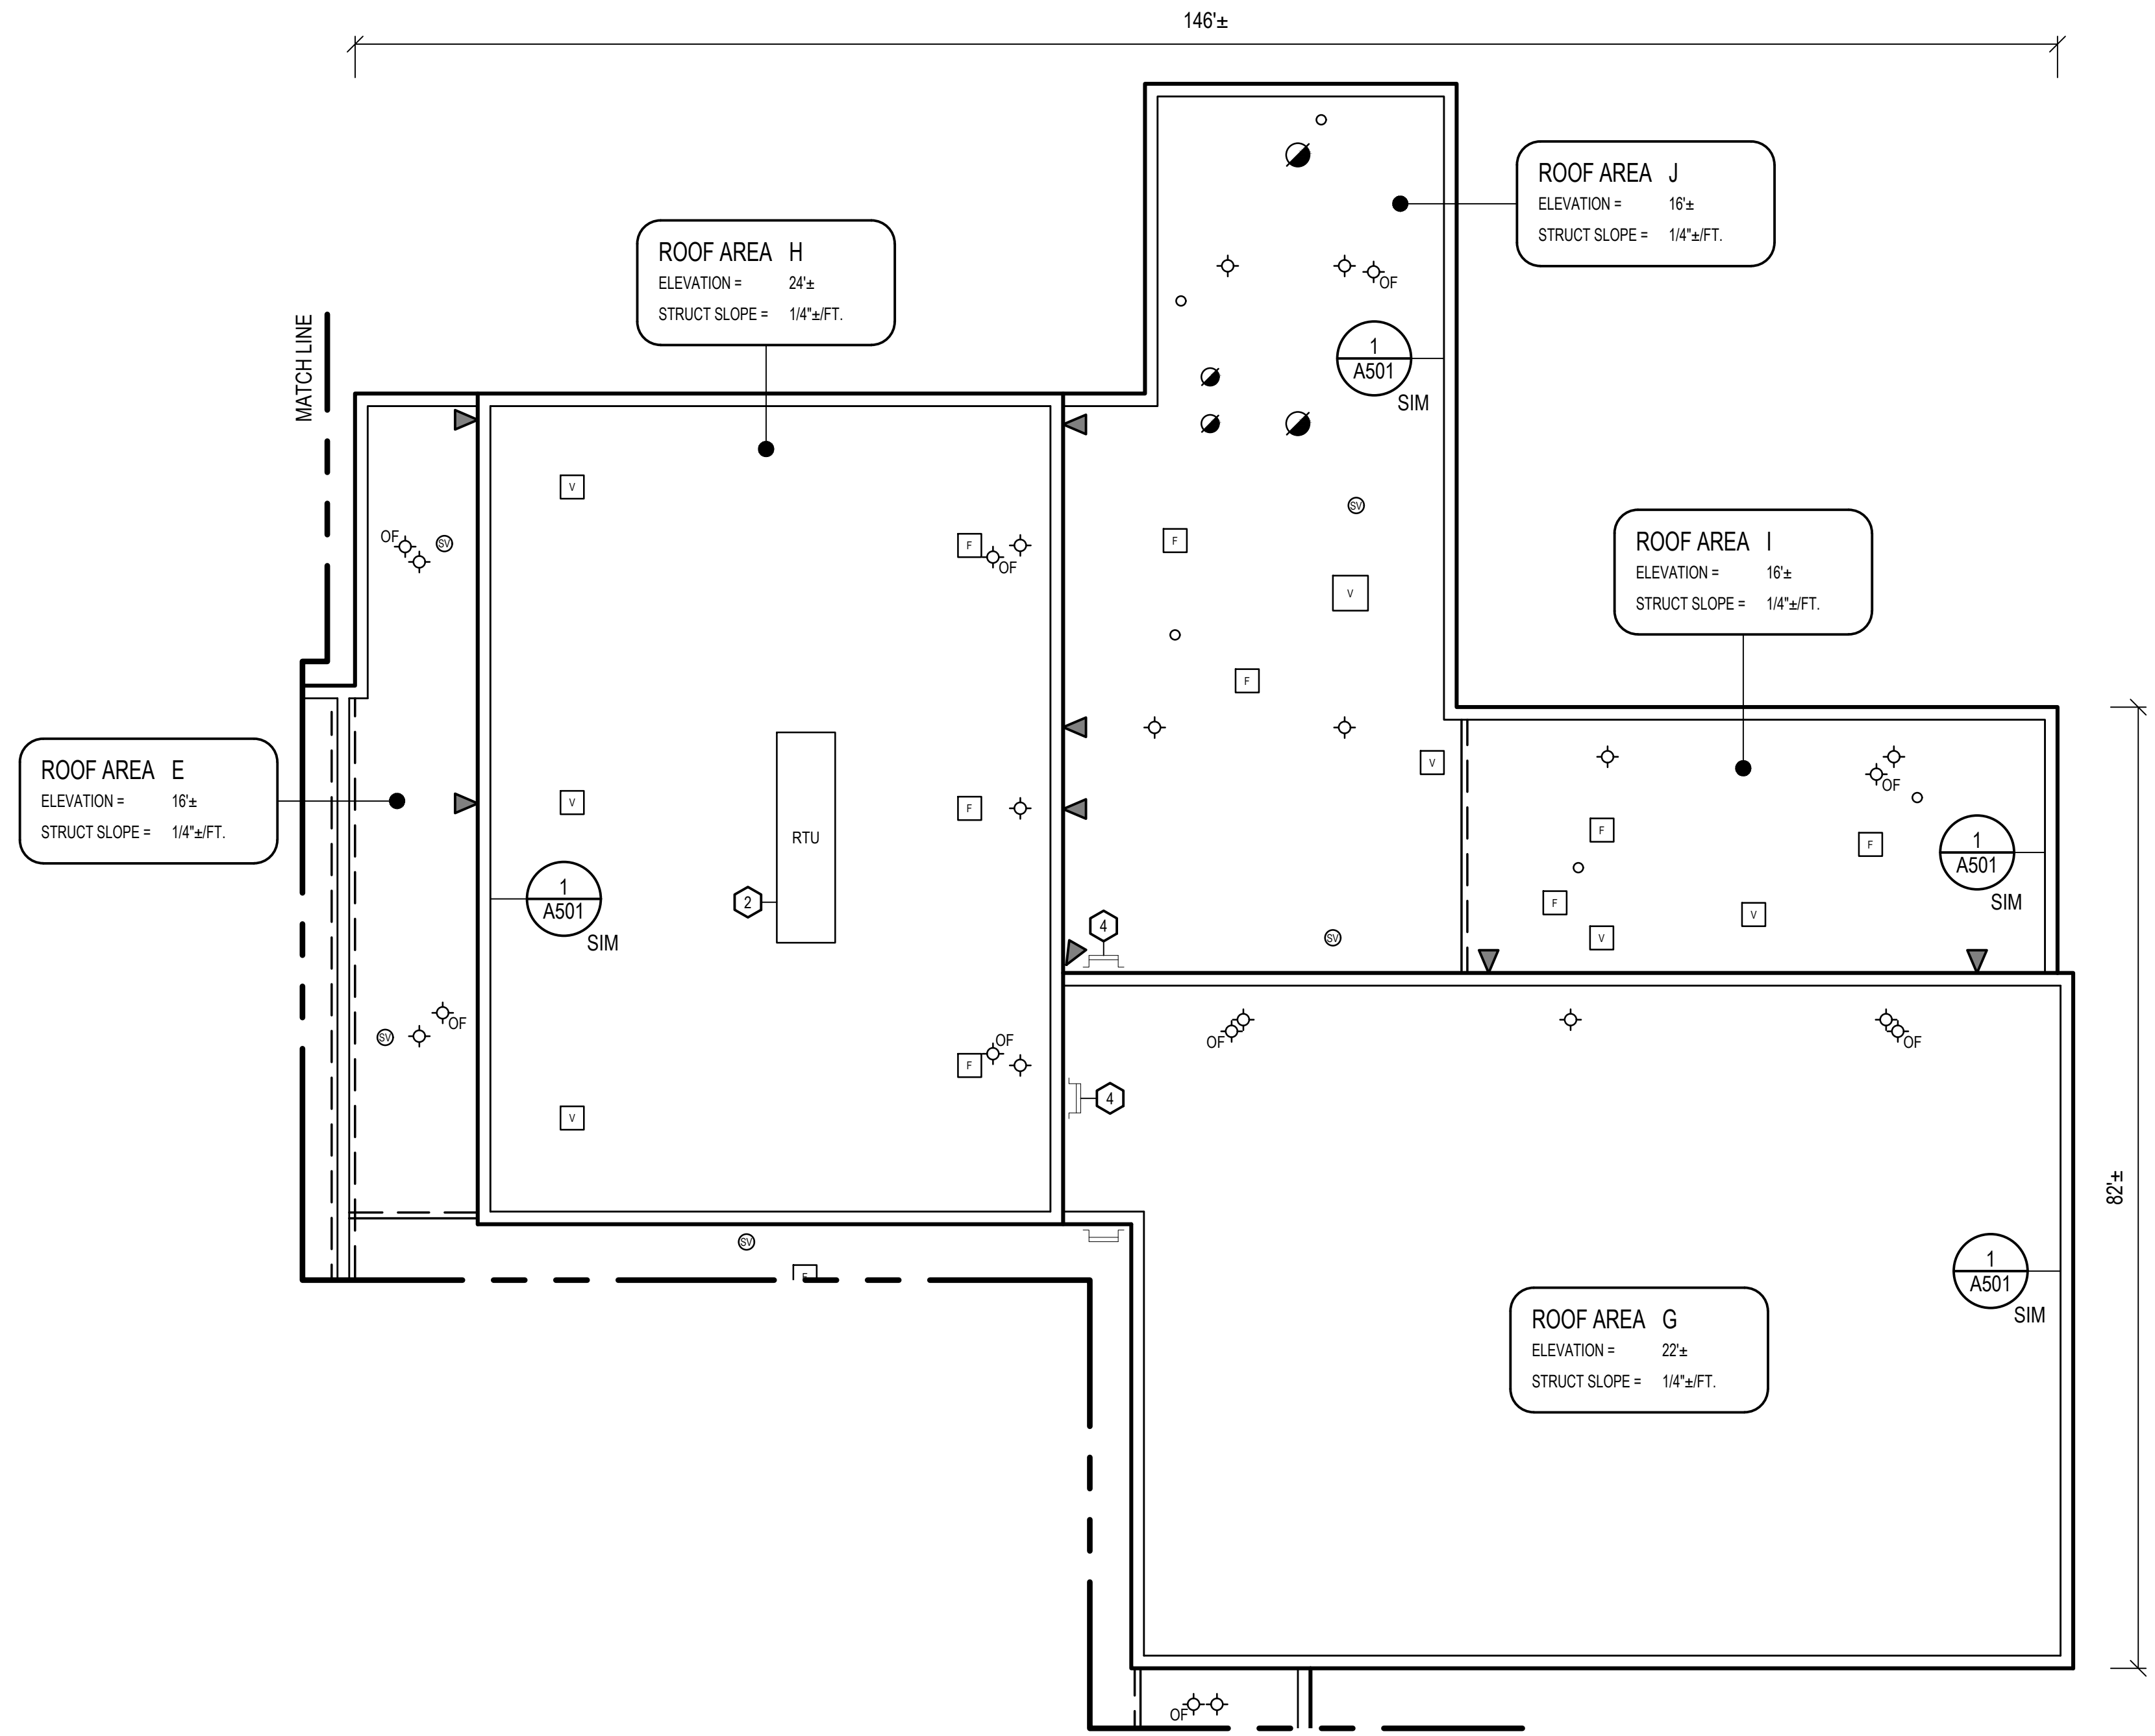 146'±
ROOF AREA J
ELEVATION = 16'±
STRUCT SLOPE = 1/4"±/FT.
ROOF AREA H
ELEVATION = 24'±
STRUCT SLOPE = 1/4"±/FT.
OF
MATCH LINE
1
A501
SIM
V
SV
ROOF AREA I
ELEVATION = 16'±
STRUCT SLOPE = 1/4"±/FT.
OF
SV
F
OF
F
V
F
ROOF AREA E
ELEVATION = 16'±
STRUCT SLOPE = 1/4"±/FT.
V
F
RTU
V
OF
F
F
1
A501
SIM
1
A501
SIM
2
F
V
V
4
SV
OF
SV
OF
F
OF
OF
4
V
82'±
SV
F
1
A501
SIM
ROOF AREA G
ELEVATION = 22'±
STRUCT SLOPE = 1/4"±/FT.
OF